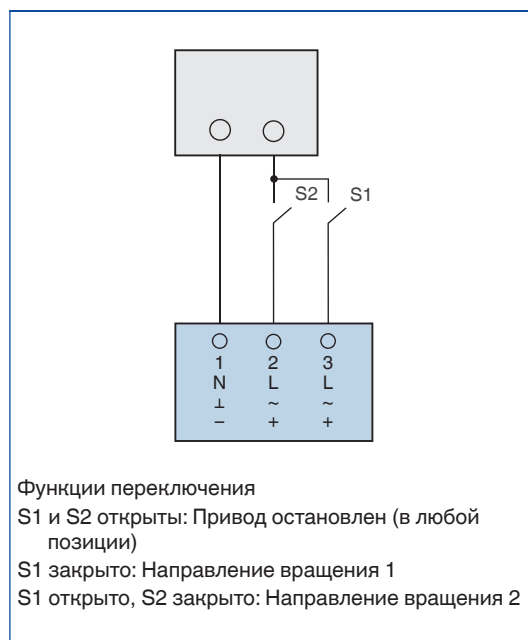 S2 S1
1 2 3
N L L
⊥ ~ ~
– + +
Функции переключения
S1 и S2 открыты: Привод остановлен (в любой
позиции)
S1 закрыто: Направление вращения 1
S1 открыто, S2 закрыто: Направление вращения 2